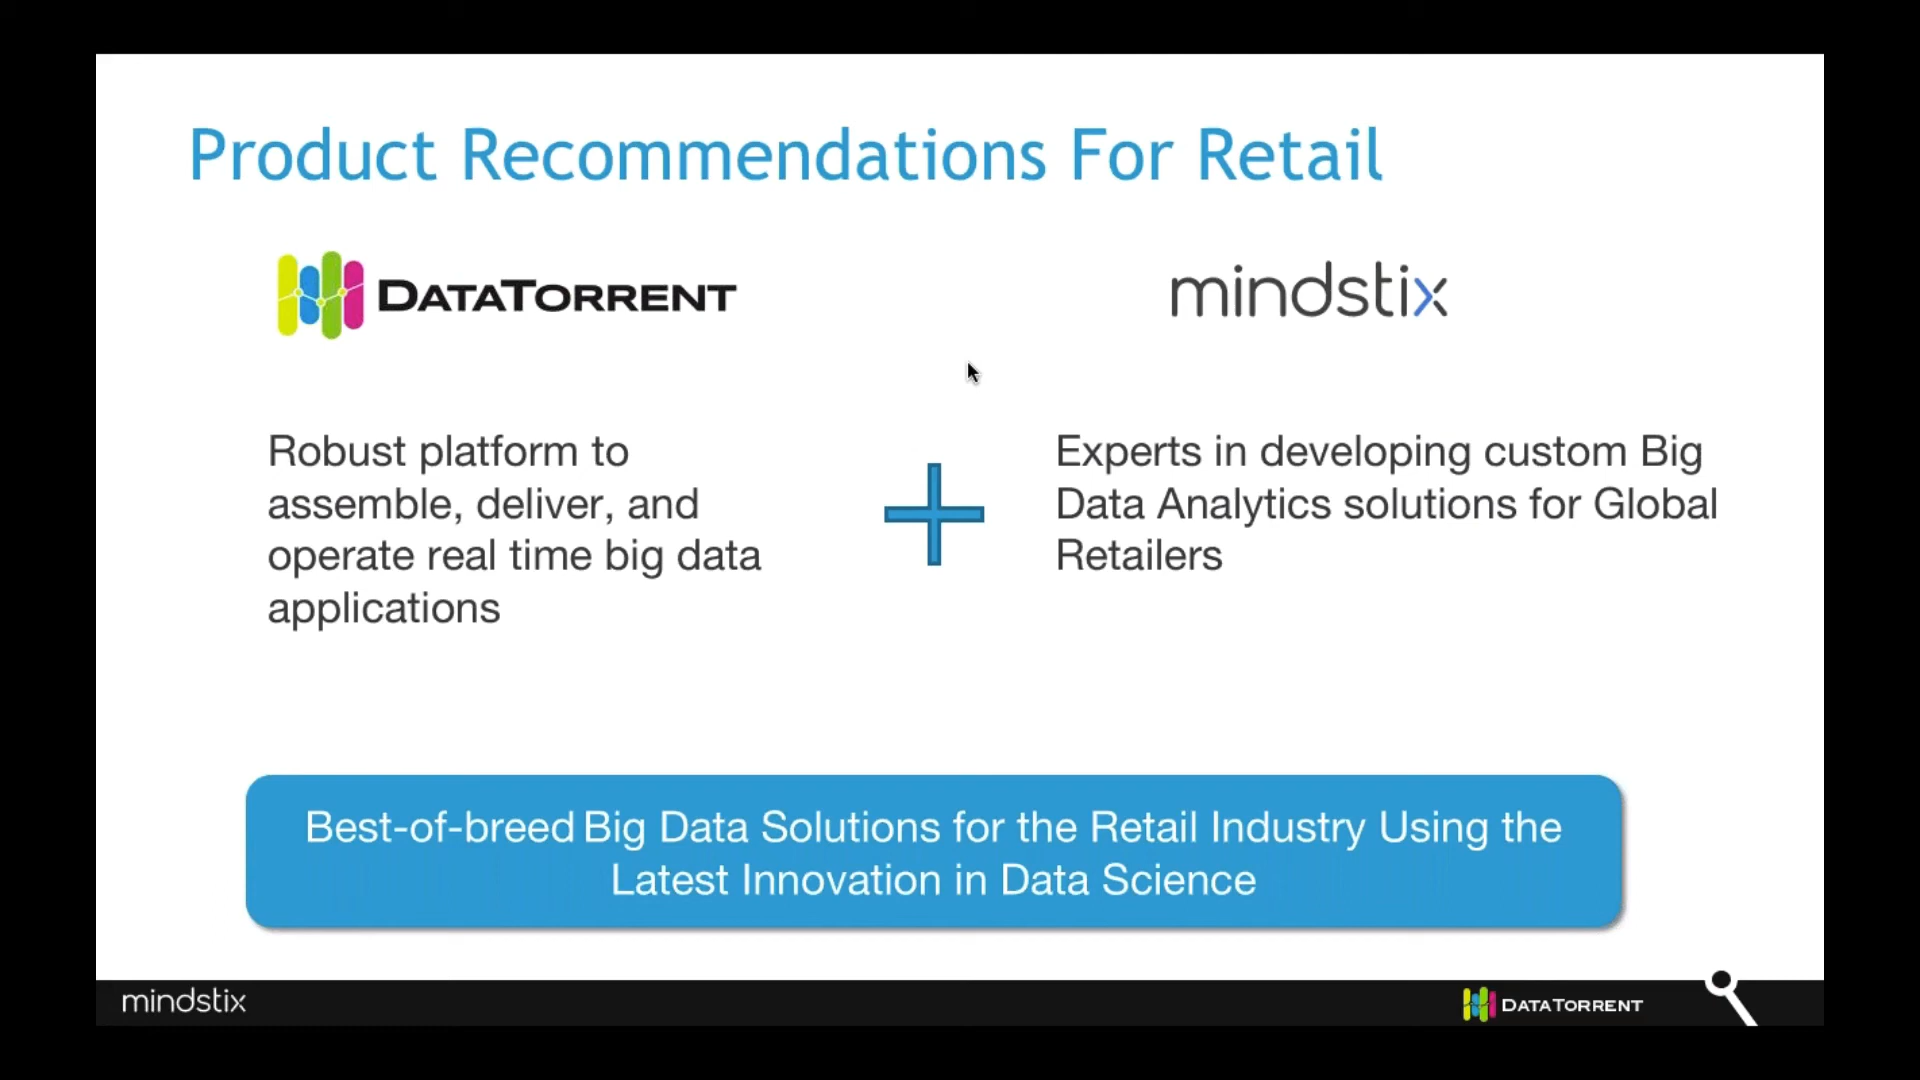 Product Recommendations For Retail
DATATORRENT
mindstix
Robust platform to
assemble, deliver, and
operate real time big data
applications
Experts in developing custom Big
Data Analytics solutions for Global
Retailers
Best-of-breed Big Data Solutions for the Retail Industry Using the
Latest Innovation in Data Science
mindstix
DATATORRENT